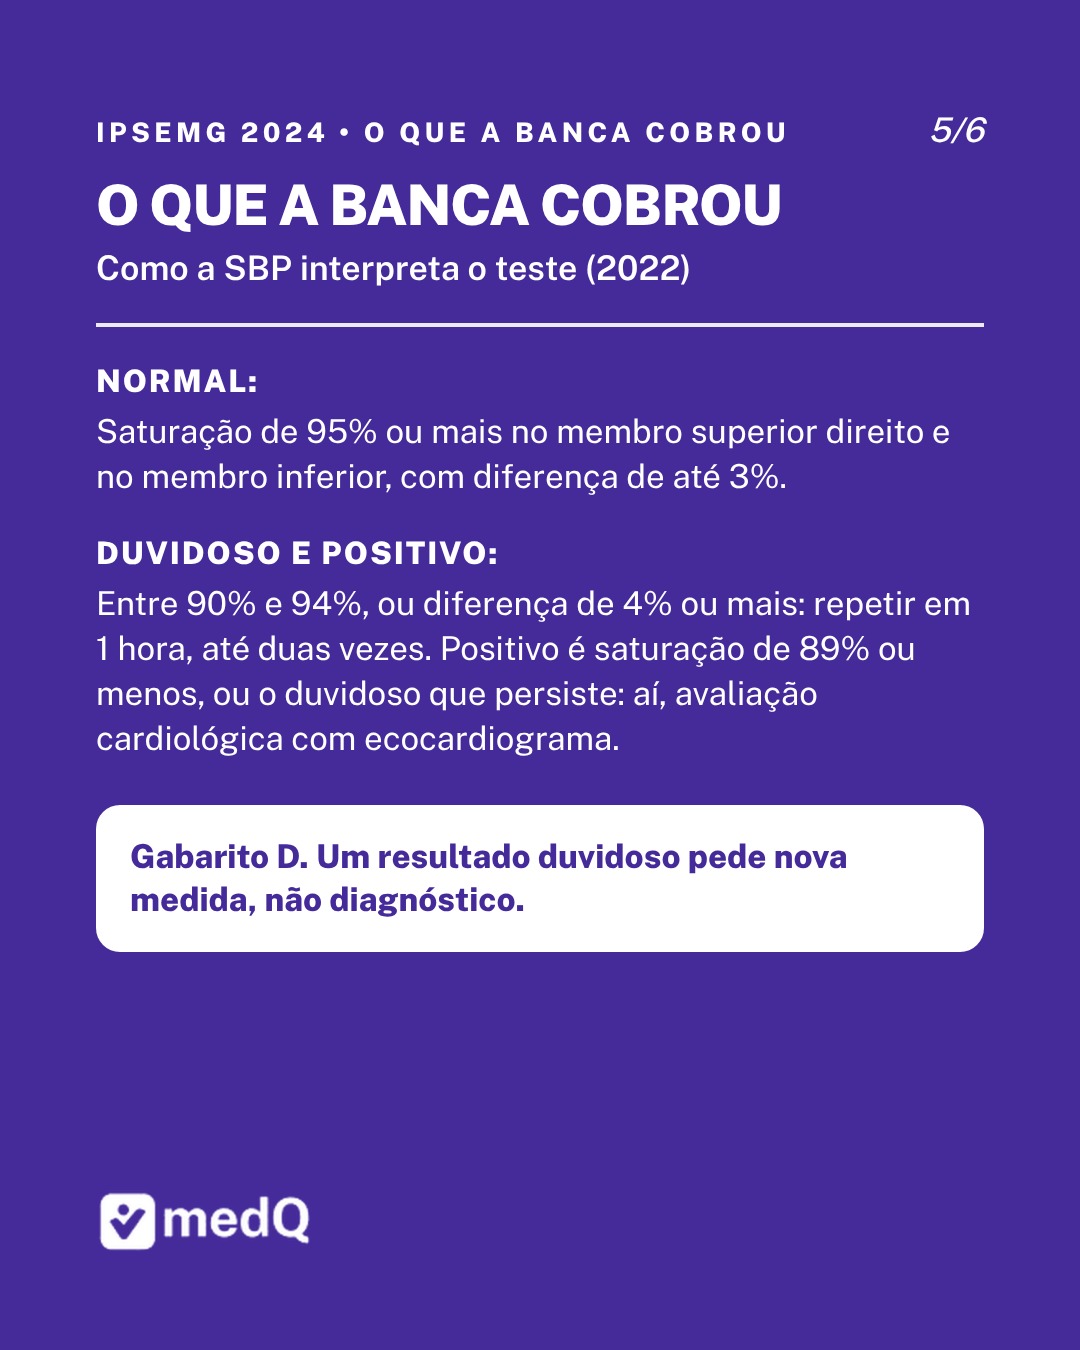 IPSEMG 2024 • O QUE A BANCA COBROU 5/6
O QUE A BANCA COBROU
Como a SBP interpreta o teste (2022)
NORMAL:
Saturação de 95% ou mais no membro superior direito e
no membro inferior, com diferença de até 3%.
DUVIDOSO E POSITIVO:
Entre 90% e 94%, ou diferença de 4% ou mais: repetir em
1 hora, até duas vezes. Positivo é saturação de 89% ou
menos, ou o duvidoso que persiste: aí, avaliação
cardiológica com ecocardiograma.
Gabarito D. Um resultado duvidoso pede nova
medida, não diagnóstico.
medQ